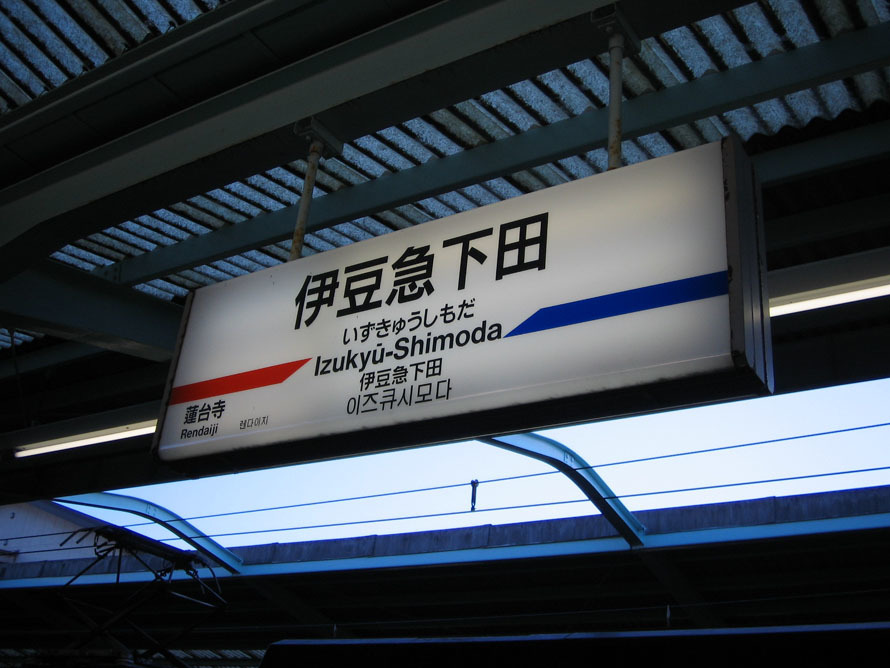 伊豆急下田
いずきゅうしもだ
Izukyū-Shimoda
伊豆急下田
이즈큐시모다
蓮台寺
Rendaiji
렌다이지